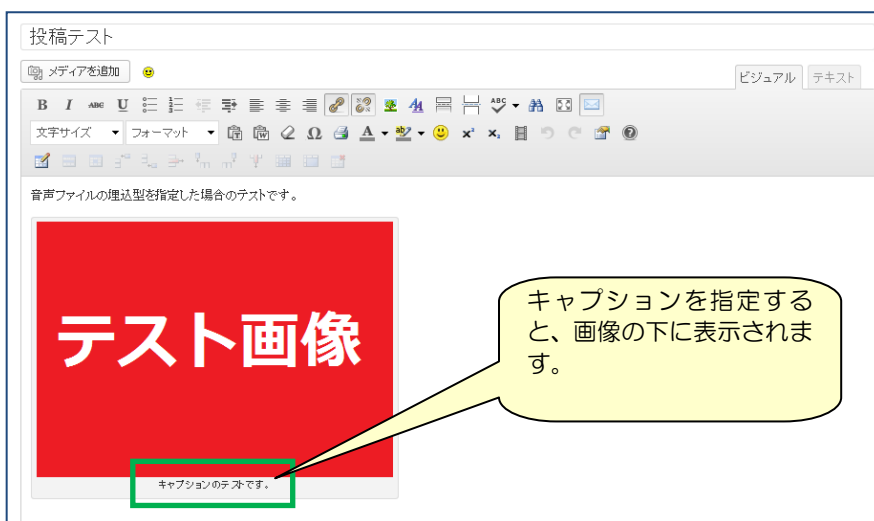 投稿テスト
メディアを追加
ビジュアル テキスト
B I ABC U ABC
文字サイズ フォーマット Ω A ab x² x₂
音声ファイルの埋込型を指定した場合のテストです。
テスト画像
キャプションを指定する
と、画像の下に表示されま
す。
キャプションのテストです。